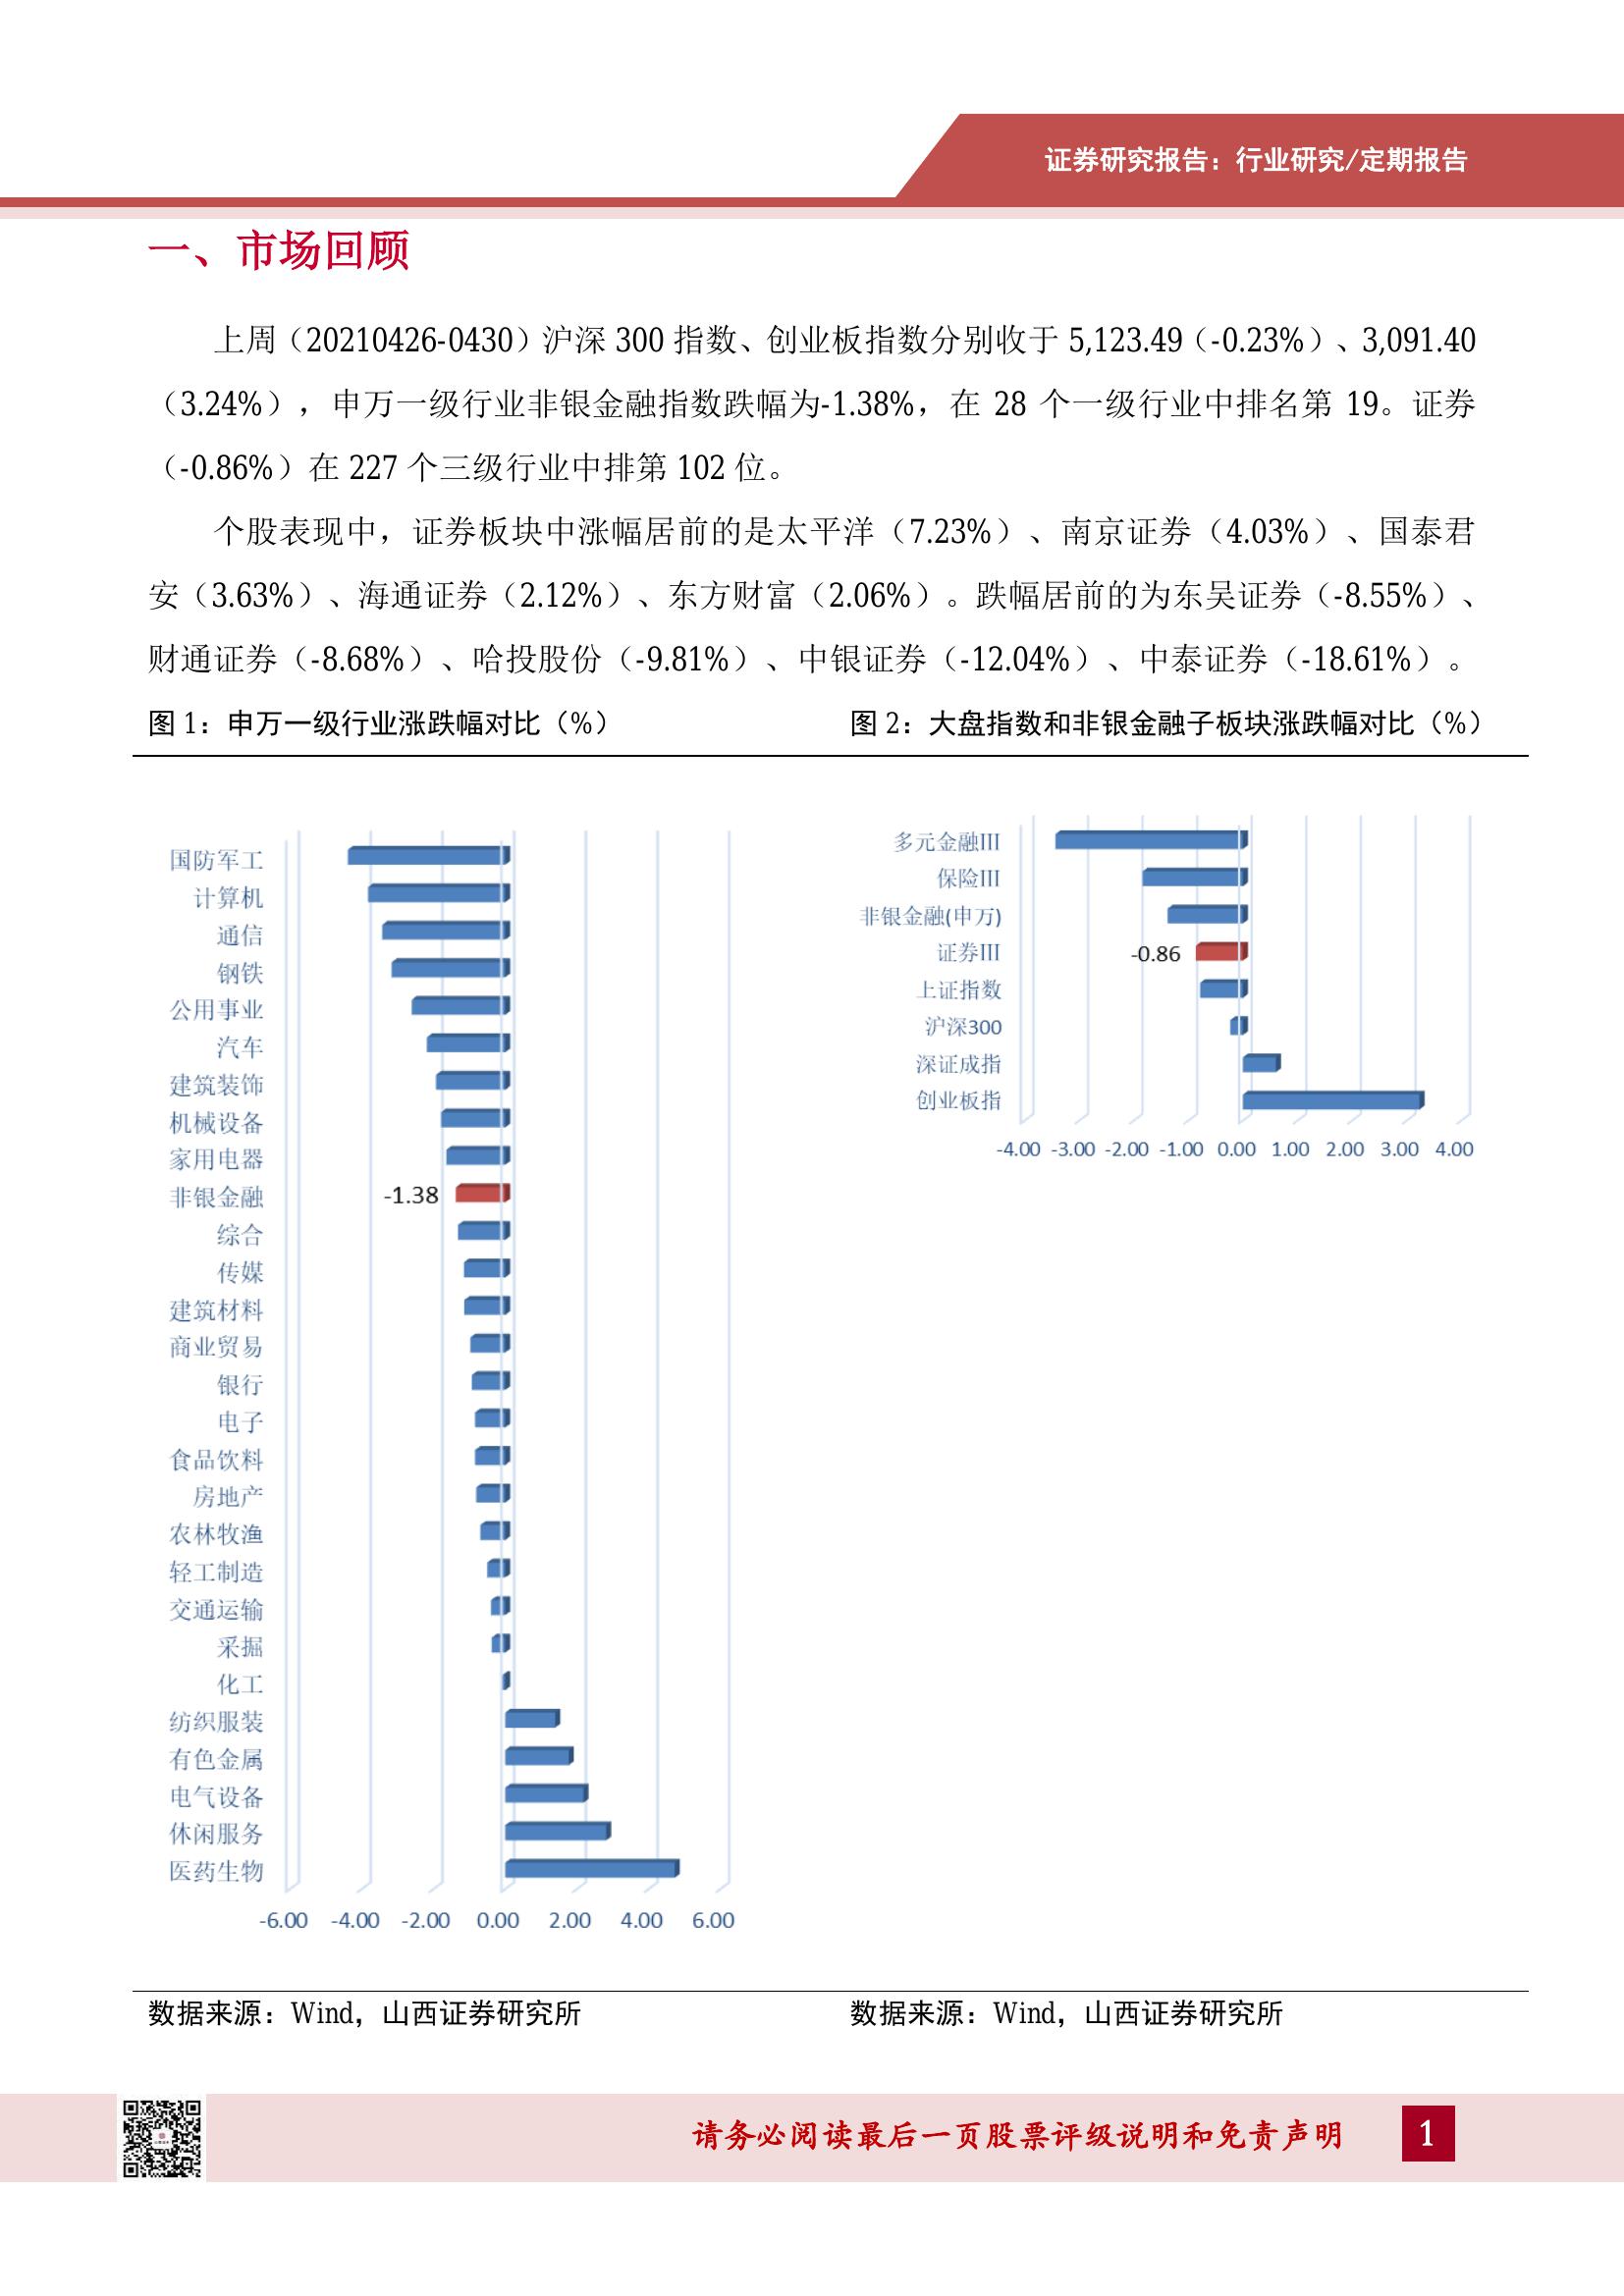 证券研究报告：行业研究/定期报告
一、市场回顾
上周（20210426-0430）沪深 300 指数、创业板指数分别收于 5,123.49（-0.23%）、3,091.40
（3.24%），申万一级行业非银金融指数跌幅为-1.38%，在 28 个一级行业中排名第 19。证券
（-0.86%）在 227 个三级行业中排第 102 位。
个股表现中，证券板块中涨幅居前的是太平洋（7.23%）、南京证券（4.03%）、国泰君
安（3.63%）、海通证券（2.12%）、东方财富（2.06%）。跌幅居前的为东吴证券（-8.55%）、
财通证券（-8.68%）、哈投股份（-9.81%）、中银证券（-12.04%）、中泰证券（-18.61%）。
图 1：申万一级行业涨跌幅对比（%）
国防军工
计算机
通信
钢铁
公用事业
汽车
建筑装饰
机械设备
家用电器
非银金融 -1.38
综合
传媒
建筑材料
商业贸易
银行
电子
食品饮料
房地产
农林牧渔
轻工制造
交通运输
采掘
化工
纺织服装
有色金属
电气设备
休闲服务
医药生物
-6.00 -4.00 -2.00 0.00 2.00 4.00 6.00
数据来源：Wind，山西证券研究所
图 2：大盘指数和非银金融子板块涨跌幅对比（%）
多元金融III
保险III
非银金融(申万)
证券III -0.86
上证指数
沪深300
深证成指
创业板指
-4.00 -3.00 -2.00 -1.00 0.00 1.00 2.00 3.00 4.00
数据来源：Wind，山西证券研究所
请务必阅读最后一页股票评级说明和免责声明 1